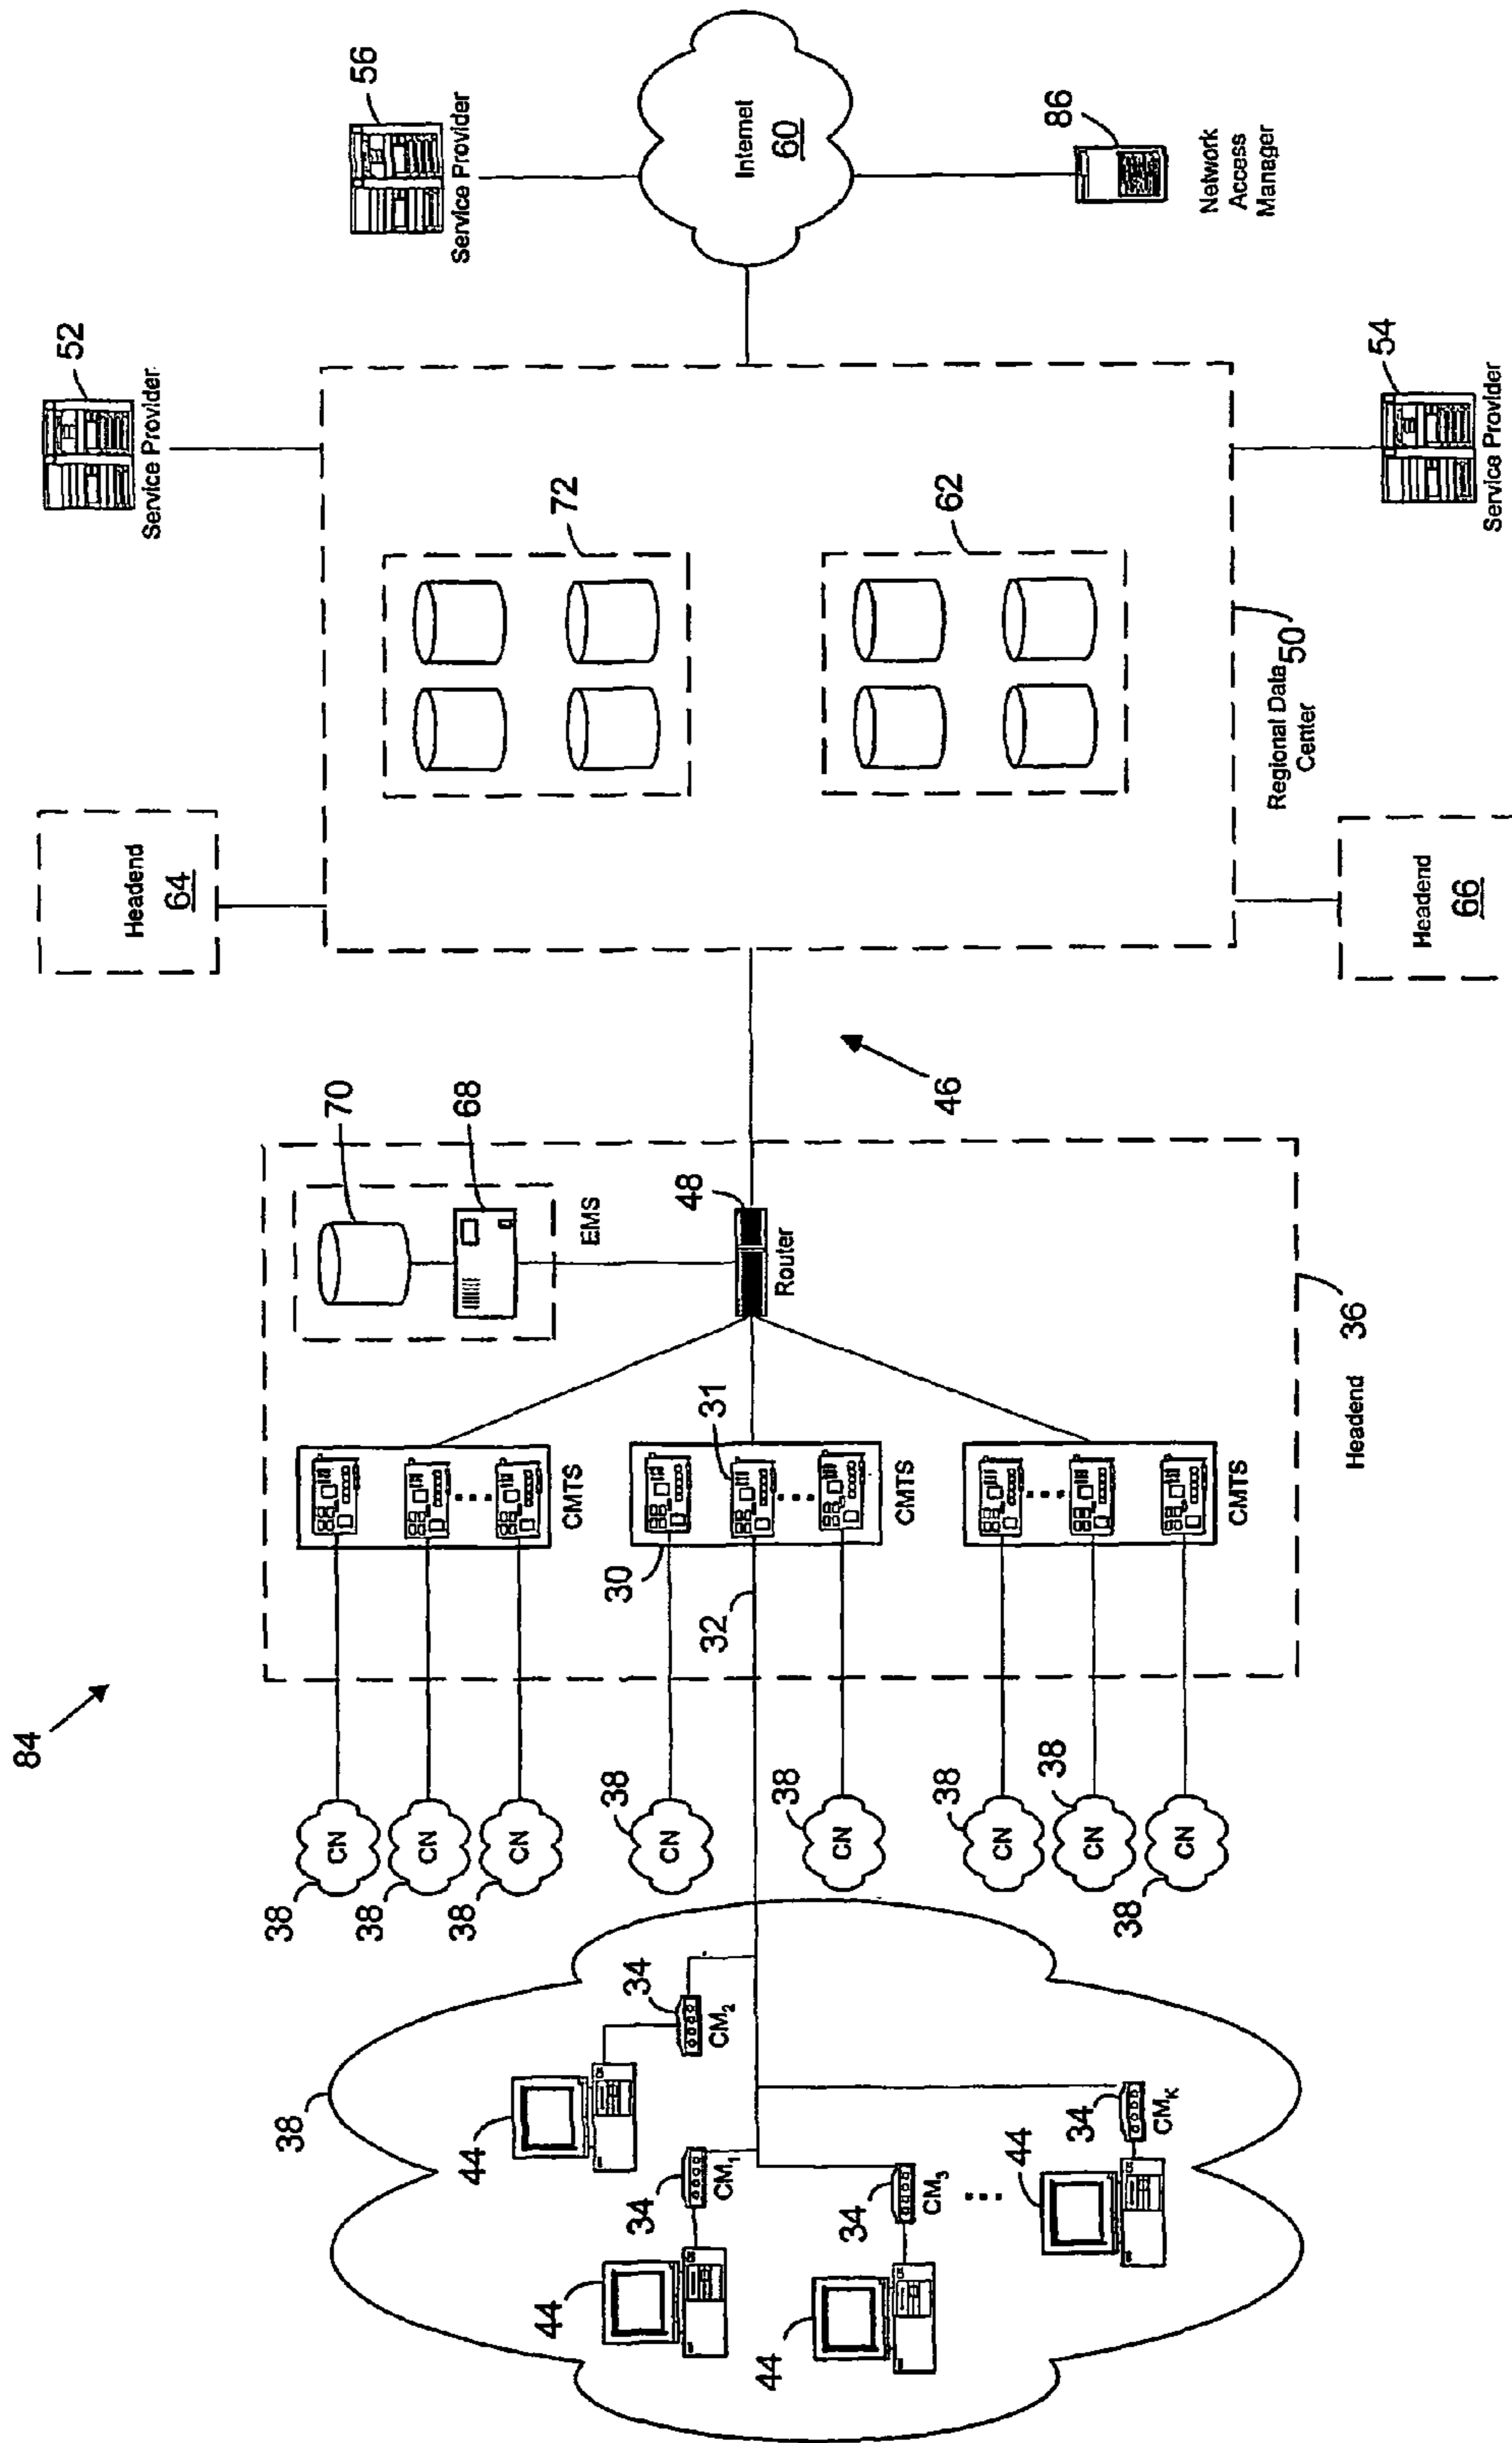 84
38
44
34
CM2
44
34
CM1
44
34
CM3
...
44
34
CMK
38
CN
38
CN
38
CN
38
CN
38
CN
38
CN
38
CN
38
CN
32
30
31
CMTS
CMTS
CMTS
70
68
EMS
48
Router
Headend
36
46
Headend
64
Headend
66
72
62
Regional Data
Center
50
52
Service Provider
54
Service Provider
56
Service Provider
Internet
60
86
Network
Access
Manager